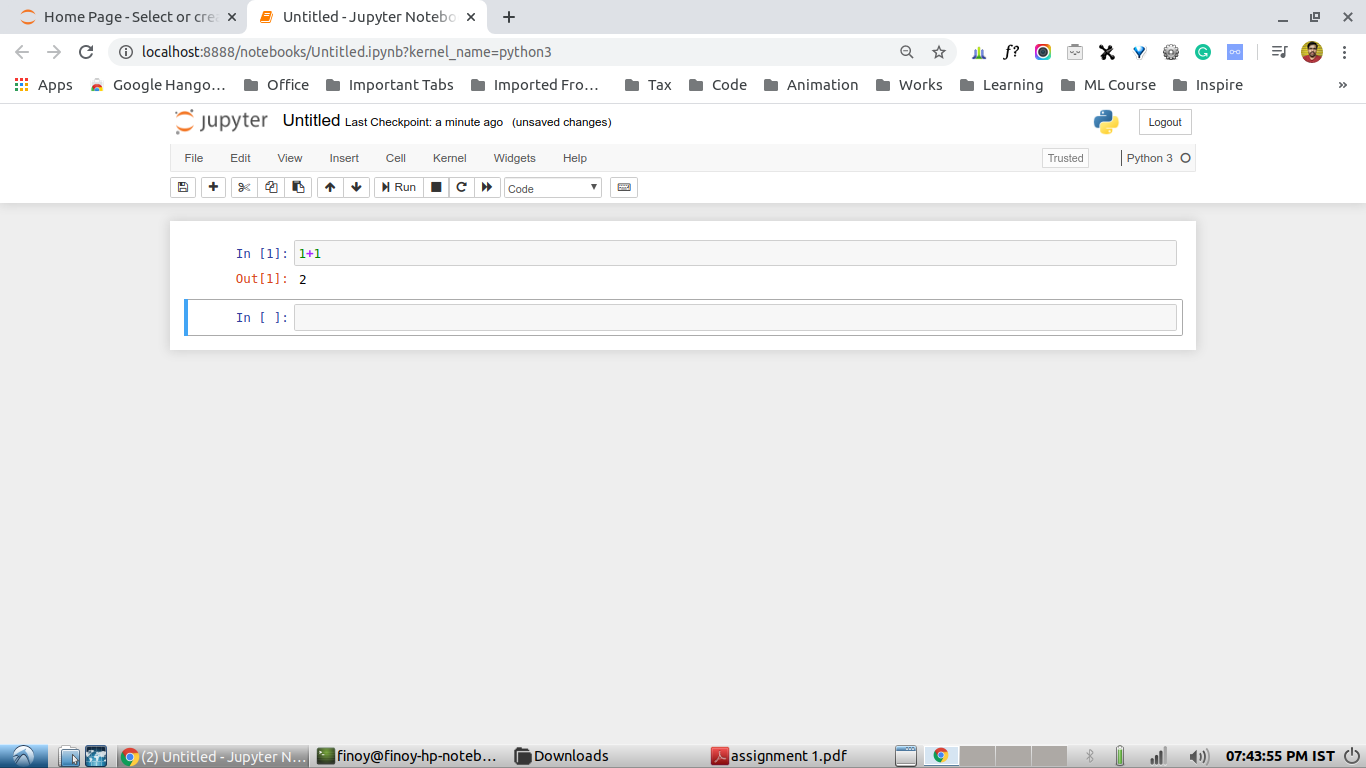 Home Page - Select or crea
Untitled - Jupyter Notebo
localhost:8888/notebooks/Untitled.ipynb?kernel_name=python3
f?
Apps
Google Hango...
Office
Important Tabs
Imported Fro...
Tax
Code
Animation
Works
Learning
ML Course
Inspire
»
jupyter
Untitled Last Checkpoint: a minute ago (unsaved changes)
Logout
File Edit View Insert Cell Kernel Widgets Help
Trusted
Python 3
Run
Code
In [1]: 1+1
Out[1]: 2
In [ ]:
(2) Untitled - Jupyter N...
finoy@finoy-hp-noteb...
Downloads
assignment 1.pdf
07:43:55 PM IST